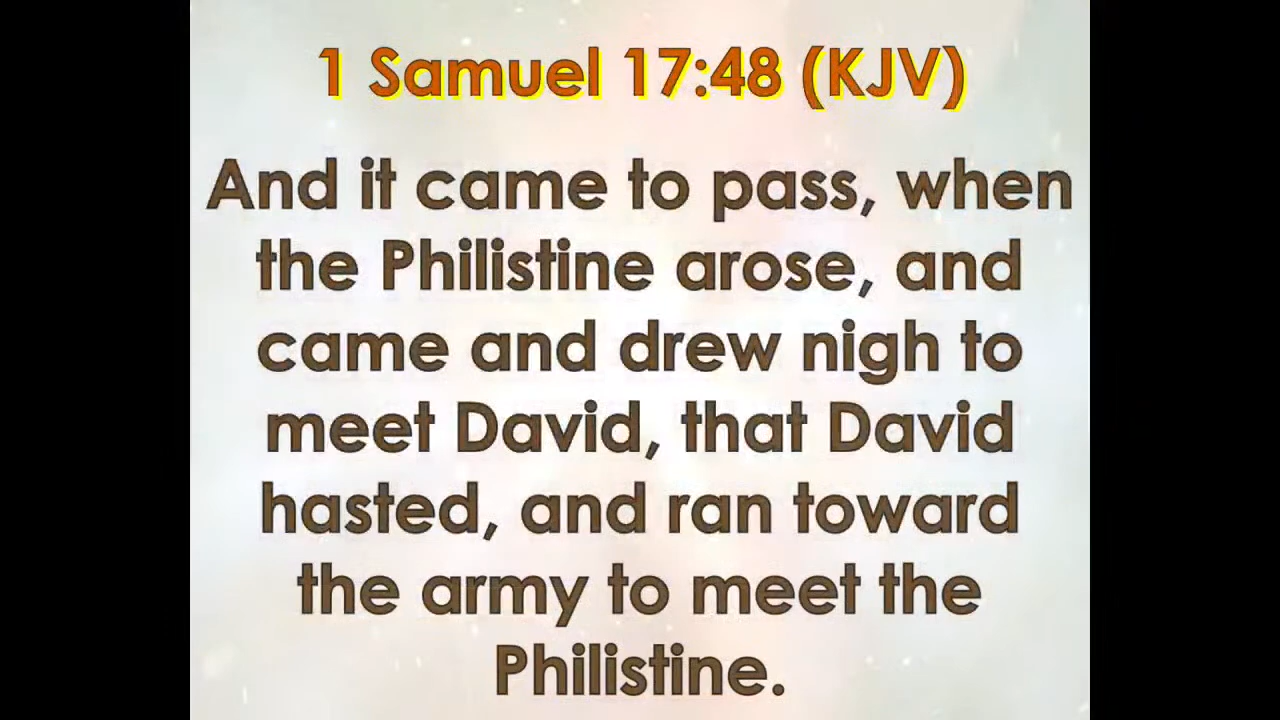 1 Samuel 17:48 (KJV)
And it came to pass, when
the Philistine arose, and
came and drew nigh to
meet David, that David
hasted, and ran toward
the army to meet the
Philistine.